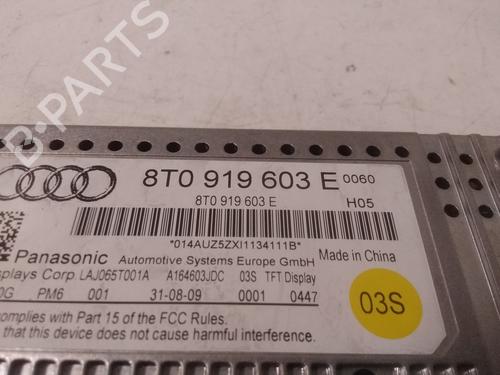 B-PARTS
8T0 919 603 E 0060
8T0 919 603 E H05
*014AUZ5ZXI1134111B*
Panasonic Automotive Systems Europe GmbH Made in China
Corp LAJ065T001A A164603JDC 03S TFT Display
PM6 001 31-08-09 0001 0447
03S
complies with Part 15 of the FCC Rules.
that this device does not cause harmful interference.